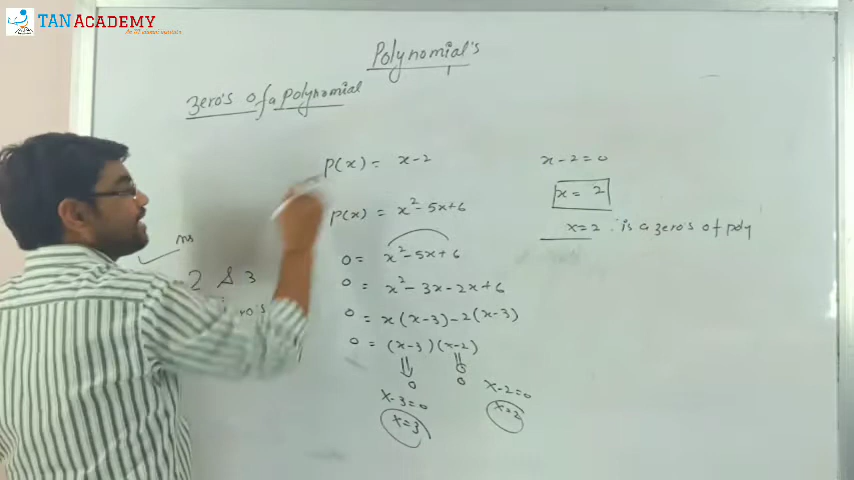 TAN ACADEMY
Polynomial's
zero's of a polynomial
P(x) = x-2
P(x) = x²-5x+6
0 = x²-5x+6
0 = x²-3x-2x+6
0 = x(x-3)-2(x-3)
0 = (x-3)(x-2)
0 0
x-3=0 x-2=0
x=3 x=2
x-2=0
x= 2
x=2 is a zero's of poly
2 & 3